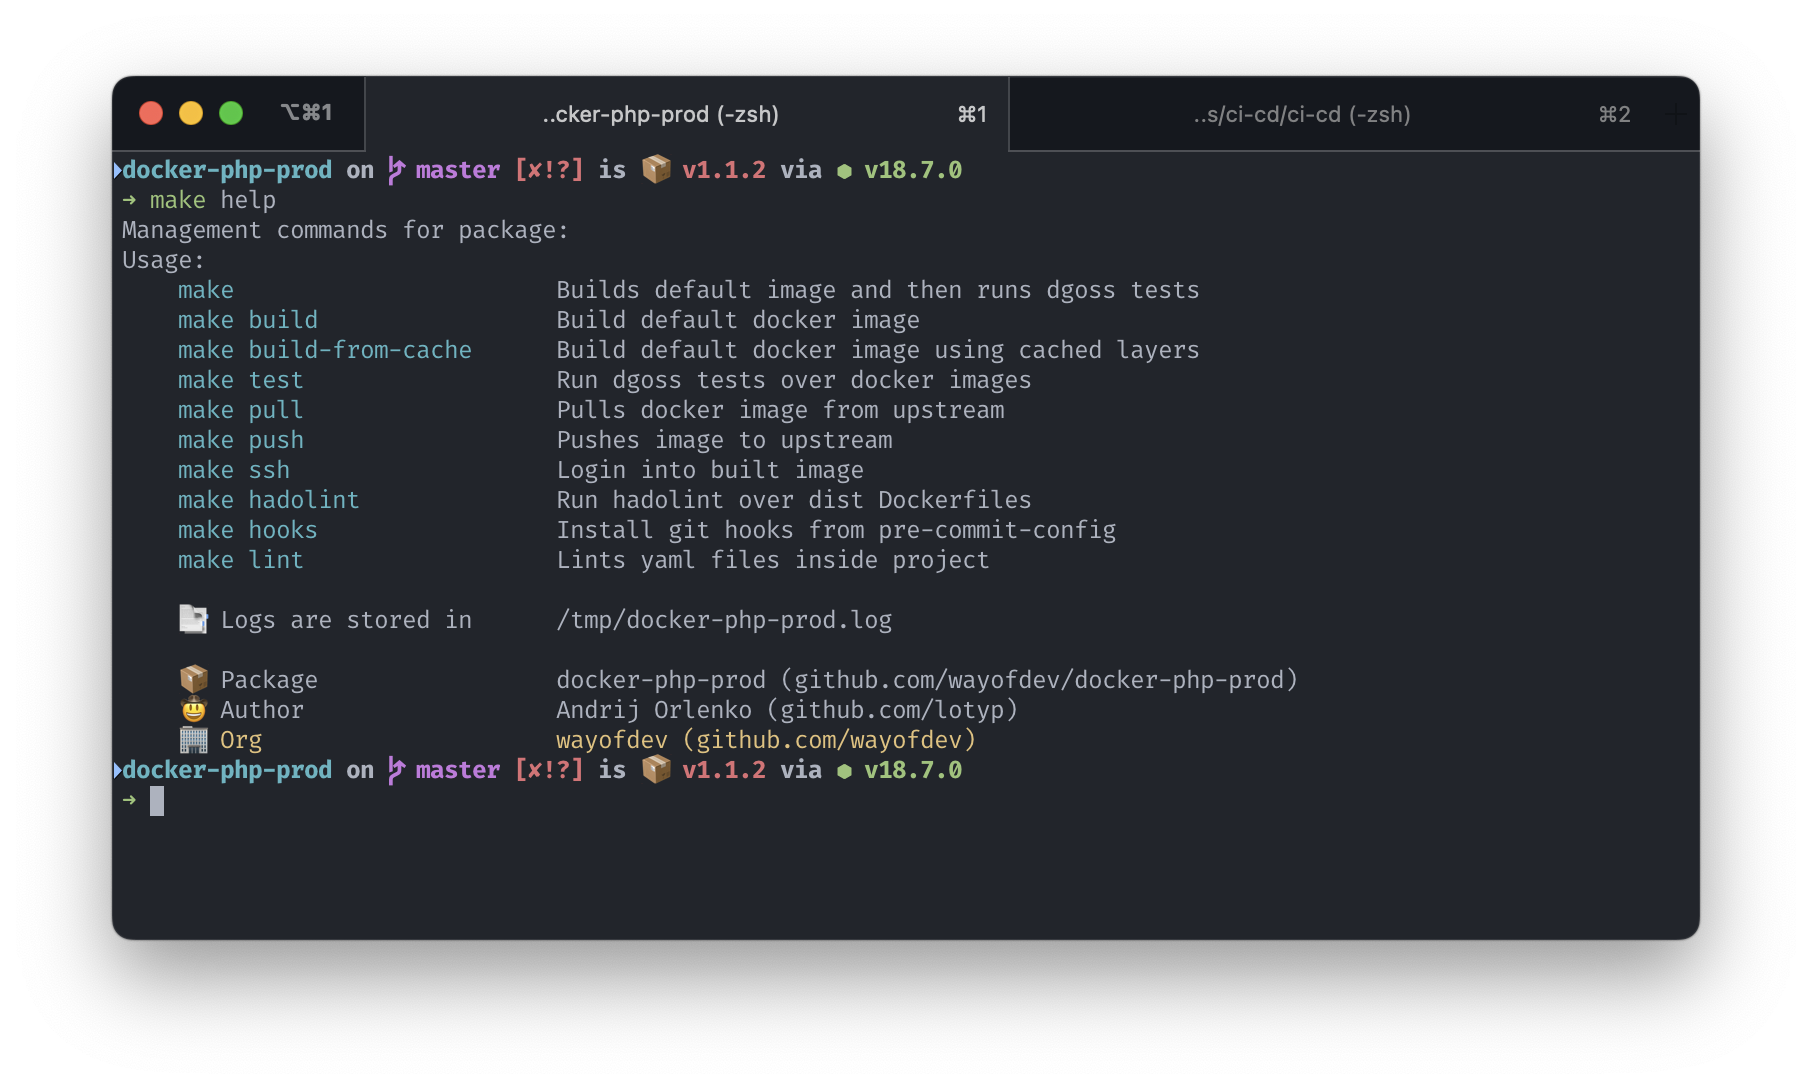 ⌥⌘1 ..cker-php-prod (-zsh) ⌘1 ..s/ci-cd/ci-cd (-zsh) ⌘2 +
docker-php-prod on master [✘!?] is 📦 v1.1.2 via ⬢ v18.7.0
➜ make help
Management commands for package:
Usage:
make Builds default image and then runs dgoss tests
make build Build default docker image
make build-from-cache Build default docker image using cached layers
make test Run dgoss tests over docker images
make pull Pulls docker image from upstream
make push Pushes image to upstream
make ssh Login into built image
make hadolint Run hadolint over dist Dockerfiles
make hooks Install git hooks from pre-commit-config
make lint Lints yaml files inside project
📑 Logs are stored in /tmp/docker-php-prod.log
📦 Package docker-php-prod (github.com/wayofdev/docker-php-prod)
🤠 Author Andrij Orlenko (github.com/lotyp)
🏢 Org wayofdev (github.com/wayofdev)
docker-php-prod on master [✘!?] is 📦 v1.1.2 via ⬢ v18.7.0
➜